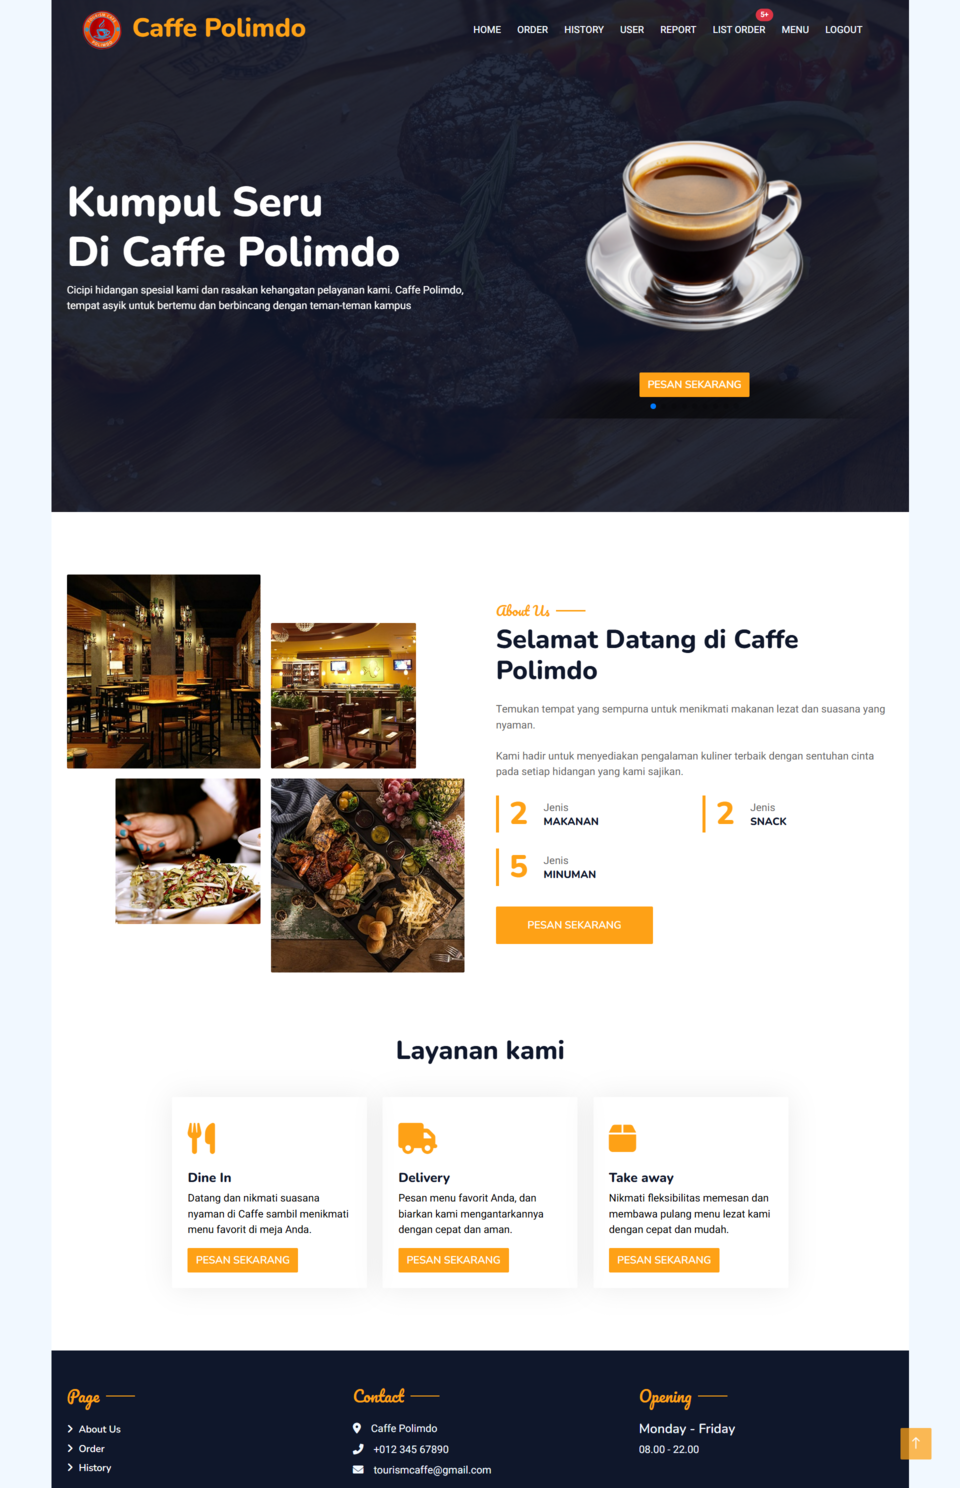 Caffe Polimdo
HOME ORDER HISTORY USER REPORT LIST ORDER 5+ MENU LOGOUT
Kumpul Seru
Di Caffe Polimdo
Cicipi hidangan spesial kami dan rasakan kehangatan pelayanan kami. Caffe Polimdo,
tempat asyik untuk bertemu dan berbincang dengan teman-teman kampus
PESAN SEKARANG
About Us
Selamat Datang di Caffe
Polimdo
Temukan tempat yang sempurna untuk menikmati makanan lezat dan suasana yang
nyaman.
Kami hadir untuk menyediakan pengalaman kuliner terbaik dengan sentuhan cinta
pada setiap hidangan yang kami sajikan.
2 Jenis
MAKANAN
2 Jenis
SNACK
5 Jenis
MINUMAN
PESAN SEKARANG
Layanan kami
Dine In
Datang dan nikmati suasana
nyaman di Caffe sambil menikmati
menu favorit di meja Anda.
PESAN SEKARANG
Delivery
Pesan menu favorit Anda, dan
biarkan kami mengantarkannya
dengan cepat dan aman.
PESAN SEKARANG
Take away
Nikmati fleksibilitas memesan dan
membawa pulang menu lezat kami
dengan cepat dan mudah.
PESAN SEKARANG
Page
About Us
Order
History
Contact
Caffe Polimdo
+012 345 67890
tourismcaffe@gmail.com
Opening
Monday - Friday
08.00 - 22.00